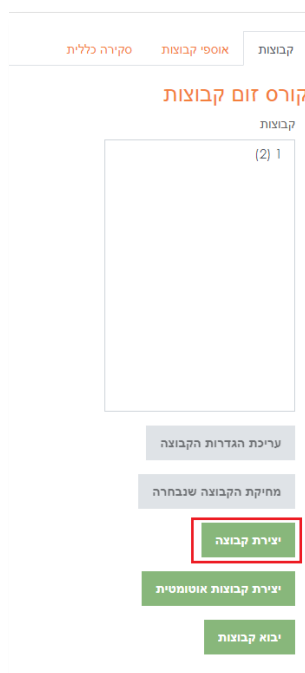 קבוצות אוספי קבוצות סקירה כללית
קורס זום קבוצות
קבוצות
1 (2)
עריכת הגדרות הקבוצה
מחיקת הקבוצה שנבחרה
יצירת קבוצה
יצירת קבוצות אוטומטית
יבוא קבוצות